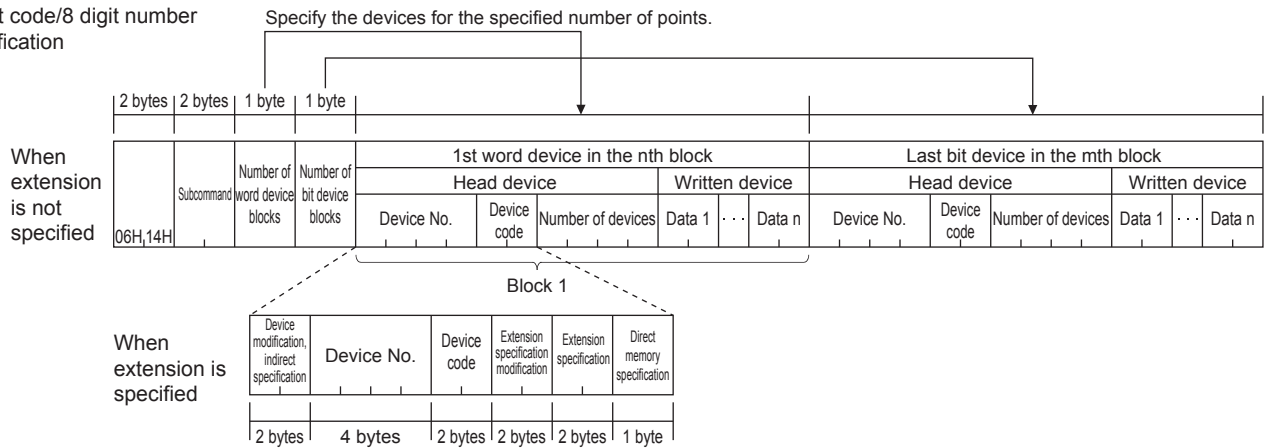 t code/8 digit number
fication
Specify the devices for the specified number of points.
2 bytes 2 bytes 1 byte 1 byte
When
extension
is not
specified
06H 14H
Subcommand
Number of
word device
blocks
Number of
bit device
blocks
1st word device in the nth block
Head device
Written device
Device No.
Device
code
Number of devices
Data 1 ··· Data n
Last bit device in the mth block
Head device
Written device
Device No.
Device
code
Number of devices
Data 1 ··· Data n
Block 1
When
extension is
specified
Device
modification,
indirect
specification
Device No.
Device
code
Extension
specification
modification
Extension
specification
Direct
memory
specification
2 bytes 4 bytes 2 bytes 2 bytes 2 bytes 1 byte